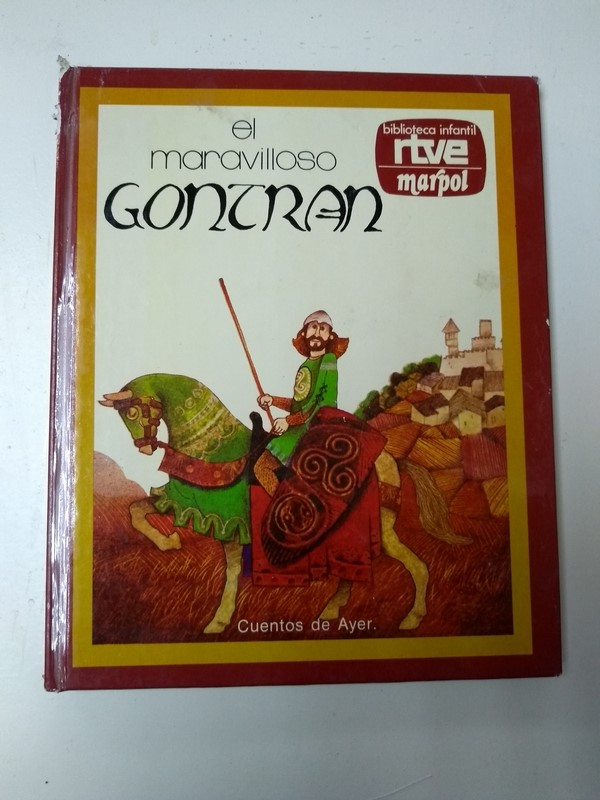 el
maravilloso
GONTRAN
biblioteca infantil
rtve
marpol
Cuentos de Ayer.